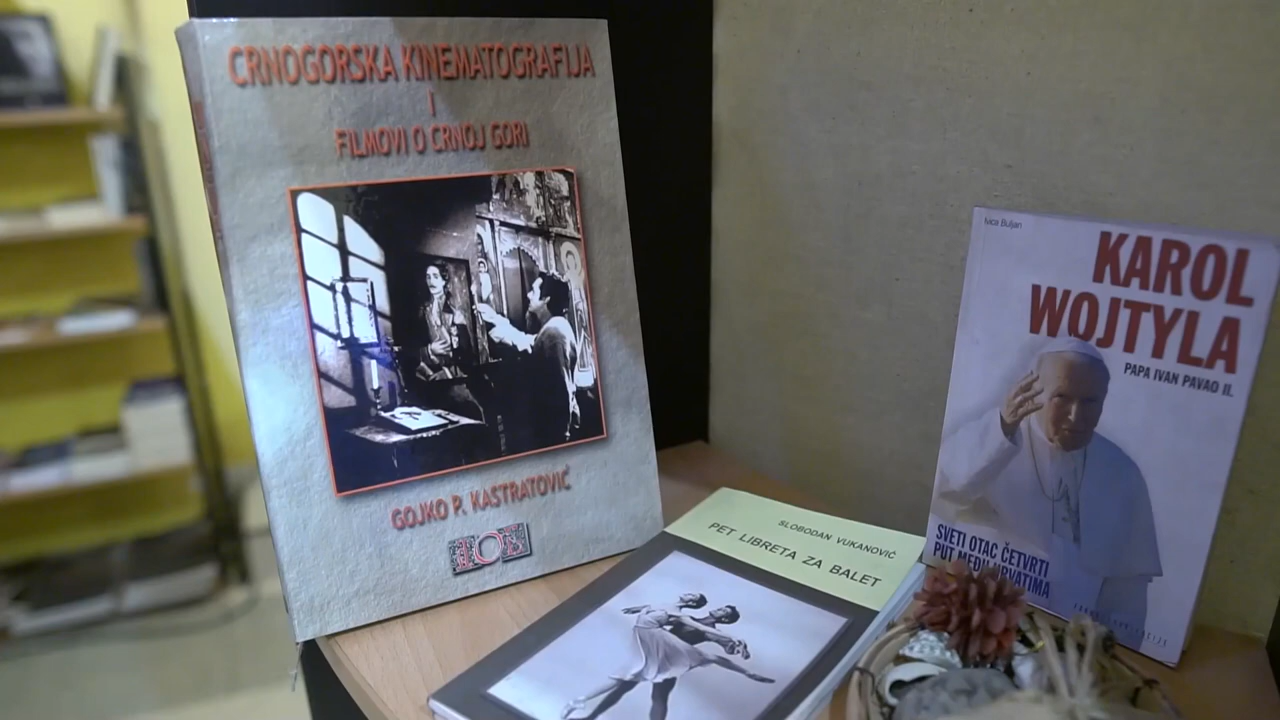 CRNOGORSKA KINEMATOGRAFIJA
I
FILMOVI O CRNOJ GORI
GOJKO P. KASTRATOVIĆ
SLOBODAN VUKANOVIĆ
PET LIBRETA ZA BALET
Ivica Buljan
KAROL
WOJTYLA
PAPA IVAN PAVAO II.
SVETI OTAC ČETVRTI
PUT MEĐU HRVATIMA